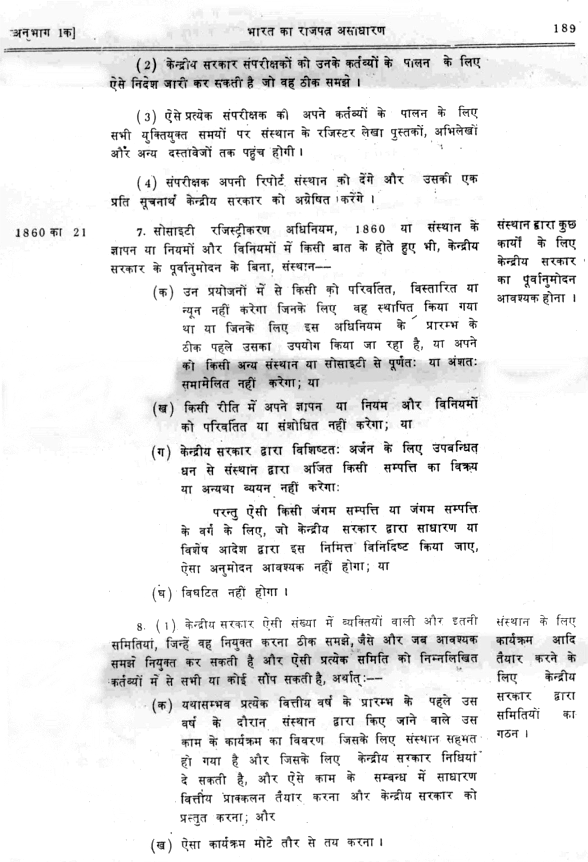 अनुभाग 1क]
भारत का राजपत्र असाधारण
189
(2) केन्द्रीय सरकार संपरीक्षकों को उनके कर्तव्यों के पालन के लिए
ऐसे निदेश जारी कर सकती है जो वह ठीक समझे ।
(3) ऐसे प्रत्येक संपरीक्षक की अपने कर्तव्यों के पालन के लिए
सभी युक्तियुक्त समयों पर संस्थान के रजिस्टर लेखा पुस्तकों, अभिलेखों
और अन्य दस्तावेजों तक पहुंच होगी ।
(4) संपरीक्षक अपनी रिपोर्ट संस्थान को देंगे और उसकी एक
प्रति सूचनार्थ केन्द्रीय सरकार को अग्रेषित करेंगे ।
1860 का 21
7. सोसाइटी रजिस्ट्रीकरण अधिनियम, 1860 या संस्थान के
ज्ञापन या नियमों और विनियमों में किसी बात के होते हुए भी, केन्द्रीय
सरकार के पूर्वानुमोदन के बिना, संस्थान--
संस्थान द्वारा कुछ
कार्यों के लिए
केन्द्रीय सरकार
का पूर्वानुमोदन
आवश्यक होना ।
(क) उन प्रयोजनों में से किसी को परिवर्तित, विस्तारित या
न्यून नहीं करेगा जिनके लिए वह स्थापित किया गया
था या जिनके लिए इस अधिनियम के प्रारम्भ के
ठीक पहले उसका उपयोग किया जा रहा है, या अपने
को किसी अन्य संस्थान या सोसाइटी से पूर्णतः या अंशतः
समामेलित नहीं करेगा; या
(ख) किसी रीति में अपने ज्ञापन या नियम और विनियमों
को परिवर्तित या संशोधित नहीं करेगा; या
(ग) केन्द्रीय सरकार द्वारा विशिष्टतः अर्जन के लिए उपबन्धित
धन से संस्थान द्वारा अर्जित किसी सम्पत्ति का विक्रय
या अन्यथा व्ययन नहीं करेगा:
परन्तु ऐसी किसी जंगम सम्पत्ति या जंगम सम्पत्ति
के वर्ग के लिए, जो केन्द्रीय सरकार द्वारा साधारण या
विशेष आदेश द्वारा इस निमित्त विनिर्दिष्ट किया जाए,
ऐसा अनुमोदन आवश्यक नहीं होगा; या
(घ) विघटित नहीं होगा ।
8. (1) केन्द्रीय सरकार ऐसी संख्या में व्यक्तियों वाली और इतनी
समितियां, जिन्हें वह नियुक्त करना ठीक समझे, जैसे और जब आवश्यक
समझे नियुक्त कर सकती है और ऐसी प्रत्येक समिति को निम्नलिखित
कर्तव्यों में से सभी या कोई सौंप सकती है, अर्थात्:--
संस्थान के लिए
कार्यक्रम आदि
तैयार करने के
लिए केन्द्रीय
सरकार द्वारा
समितियों का
गठन ।
(क) यथासम्भव प्रत्येक वित्तीय वर्ष के प्रारम्भ के पहले उस
वर्ष के दौरान संस्थान द्वारा किए जाने वाले उस
काम के कार्यक्रम का विवरण जिसके लिए संस्थान सहमत
हो गया है और जिसके लिए केन्द्रीय सरकार निधियां
दे सकती है, और ऐसे काम के सम्बन्ध में साधारण
वित्तीय प्राक्कलन तैयार करना और केन्द्रीय सरकार को
प्रस्तुत करना; और
(ख) ऐसा कार्यक्रम मोटे तौर से तय करना ।